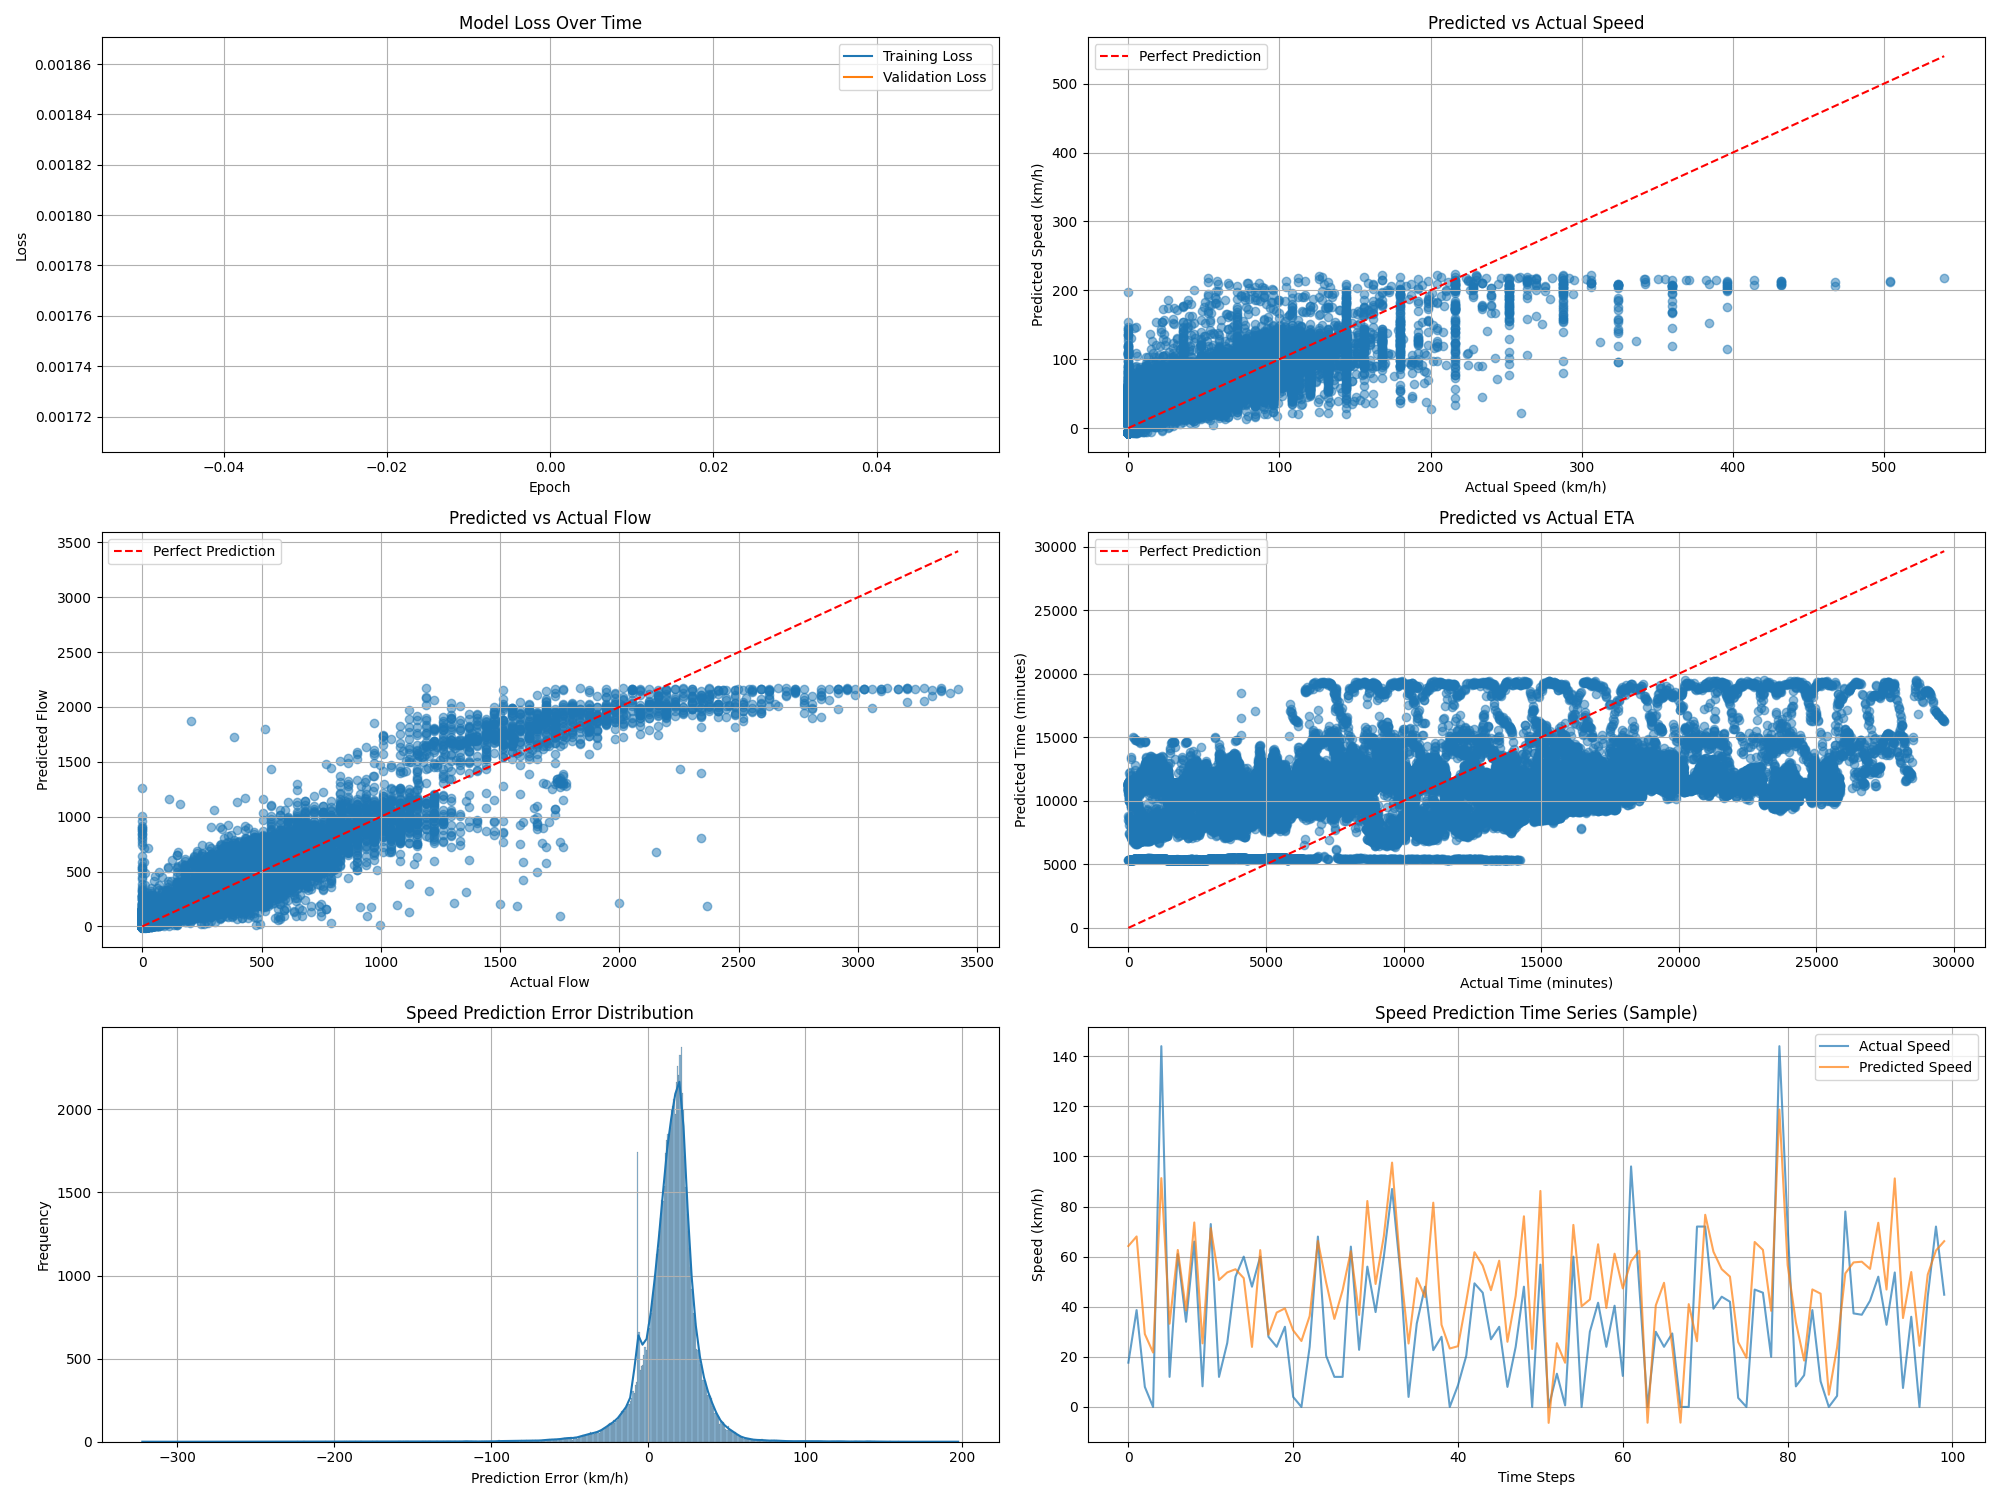 Model Loss Over Time
Training Loss
Validation Loss
0.00186
0.00184
0.00182
0.00180
0.00178
0.00176
0.00174
0.00172
Loss
−0.04 −0.02 0.00 0.02 0.04
Epoch
Predicted vs Actual Speed
Perfect Prediction
500
400
300
200
100
0
Predicted Speed (km/h)
0 100 200 300 400 500
Actual Speed (km/h)
Predicted vs Actual Flow
Perfect Prediction
3500
3000
2500
2000
1500
1000
500
0
Predicted Flow
0 500 1000 1500 2000 2500 3000 3500
Actual Flow
Predicted vs Actual ETA
Perfect Prediction
30000
25000
20000
15000
10000
5000
0
Predicted Time (minutes)
0 5000 10000 15000 20000 25000 30000
Actual Time (minutes)
Speed Prediction Error Distribution
2000
1500
1000
500
0
Frequency
−300 −200 −100 0 100 200
Prediction Error (km/h)
Speed Prediction Time Series (Sample)
Actual Speed
Predicted Speed
140
120
100
80
60
40
20
0
Speed (km/h)
0 20 40 60 80 100
Time Steps